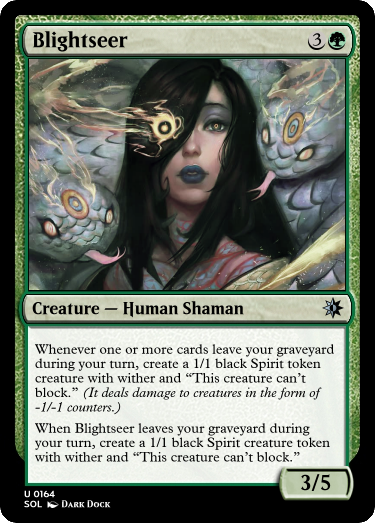 Blightseer 3
Creature — Human Shaman
Whenever one or more cards leave your graveyard
during your turn, create a 1/1 black Spirit token
creature with wither and “This creature can’t
block.” (It deals damage to creatures in the form of
-1/-1 counters.)
When Blightseer leaves your graveyard during
your turn, create a 1/1 black Spirit creature token
with wither and “This creature can’t block.”
3/5
U 0164
SOL Dark Dock